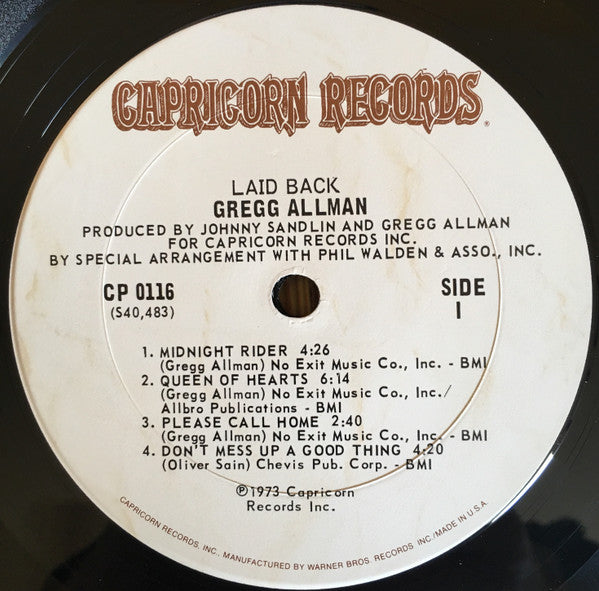 CAPRICORN RECORDS®
LAID BACK
GREGG ALLMAN
PRODUCED BY JOHNNY SANDLIN AND GREGG ALLMAN
FOR CAPRICORN RECORDS INC.
BY SPECIAL ARRANGEMENT WITH PHIL WALDEN & ASSO., INC.
CP 0116
(S40,483)
SIDE
I
1. MIDNIGHT RIDER 4:26
(Gregg Allman) No Exit Music Co., Inc. - BMI
2. QUEEN OF HEARTS 6:14
(Gregg Allman) No Exit Music Co., Inc./
Allbro Publications - BMI
3. PLEASE CALL HOME 2:40
(Gregg Allman) No Exit Music Co., Inc. - BMI
4. DON'T MESS UP A GOOD THING 4:20
(Oliver Sain) Chevis Pub. Corp. - BMI
℗1973 Capricorn
Records Inc.
CAPRICORN RECORDS, INC., MANUFACTURED BY WARNER BROS. RECORDS INC./MADE IN U.S.A.